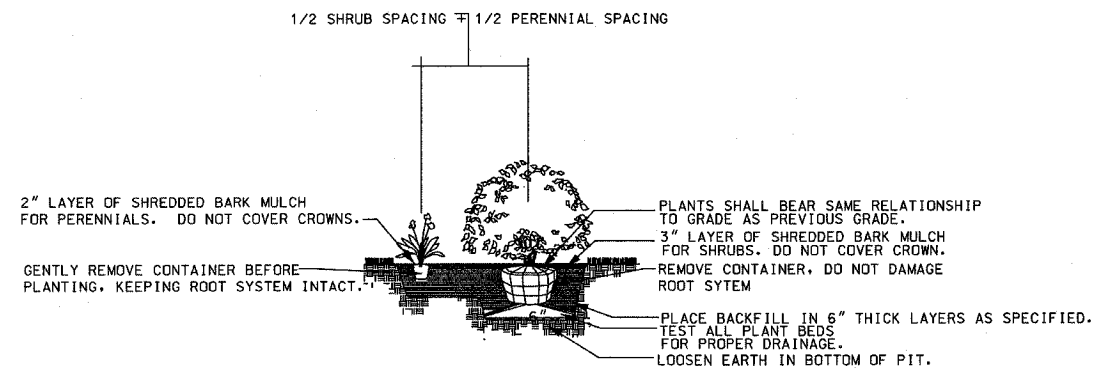 1/2 SHRUB SPACING + 1/2 PERENNIAL SPACING
2" LAYER OF SHREDDED BARK MULCH
FOR PERENNIALS. DO NOT COVER CROWNS.
GENTLY REMOVE CONTAINER BEFORE
PLANTING, KEEPING ROOT SYSTEM INTACT.
PLANTS SHALL BEAR SAME RELATIONSHIP
TO GRADE AS PREVIOUS GRADE.
3" LAYER OF SHREDDED BARK MULCH
FOR SHRUBS. DO NOT COVER CROWN.
REMOVE CONTAINER, DO NOT DAMAGE
ROOT SYTEM
6"
PLACE BACKFILL IN 6" THICK LAYERS AS SPECIFIED.
TEST ALL PLANT BEDS
FOR PROPER DRAINAGE.
LOOSEN EARTH IN BOTTOM OF PIT.